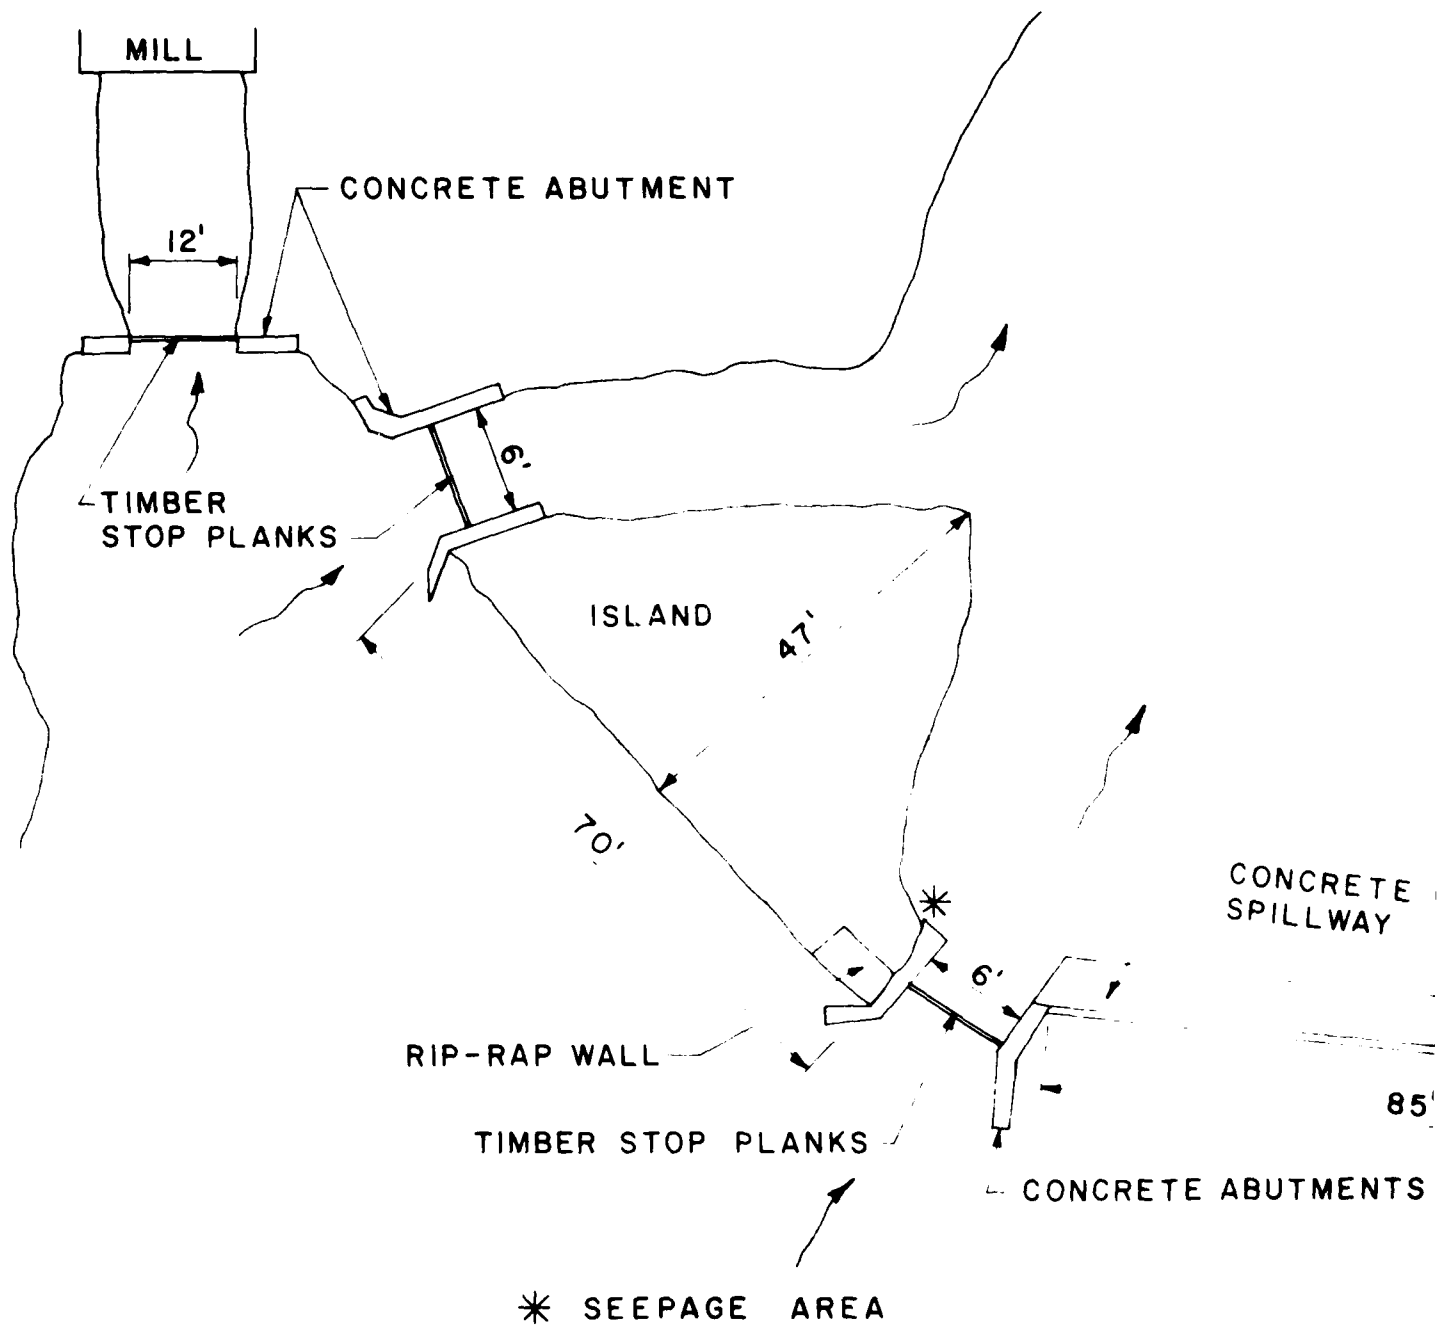 MILL
CONCRETE ABUTMENT
12'
6'
TIMBER
STOP PLANKS
ISLAND
47'
70'
CONCRETE
SPILLWAY
6'
RIP-RAP WALL
85'
TIMBER STOP PLANKS
CONCRETE ABUTMENTS
* SEEPAGE AREA